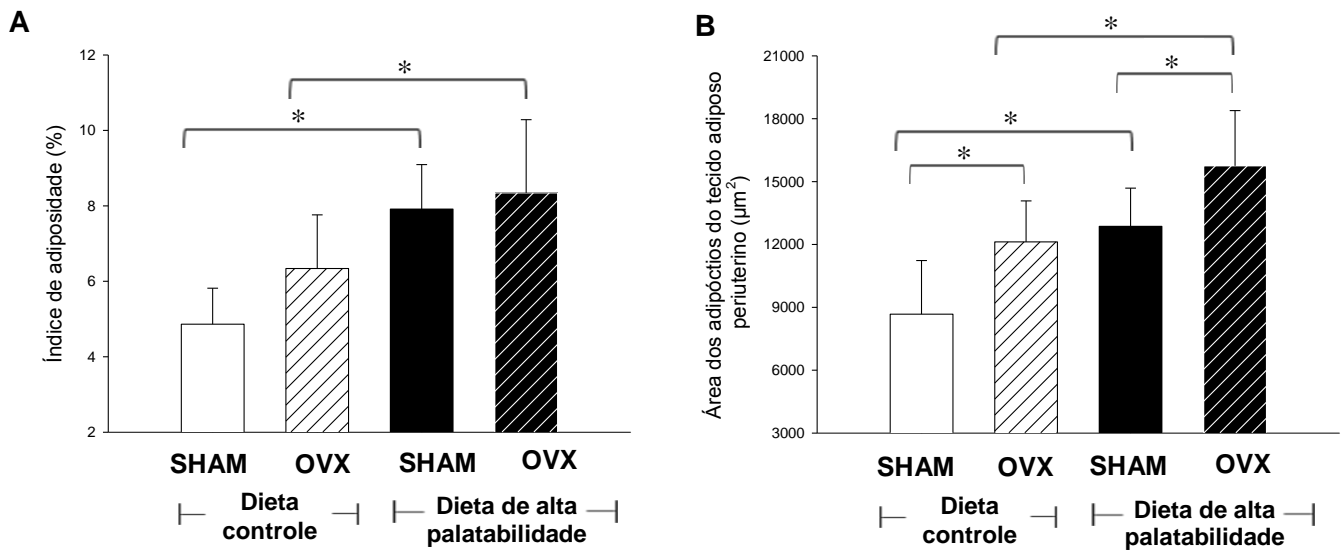 A
12
10
8
6
4
2
Índice de adiposidade (%)
*
*
SHAM
OVX
SHAM
OVX
Dieta
controle
Dieta de alta
palatabilidade
B
21000
18000
15000
12000
9000
6000
3000
Área dos adipóctios do tecido adiposo
periuterino (µm²)
*
*
*
*
SHAM
OVX
SHAM
OVX
Dieta
controle
Dieta de alta
palatabilidade